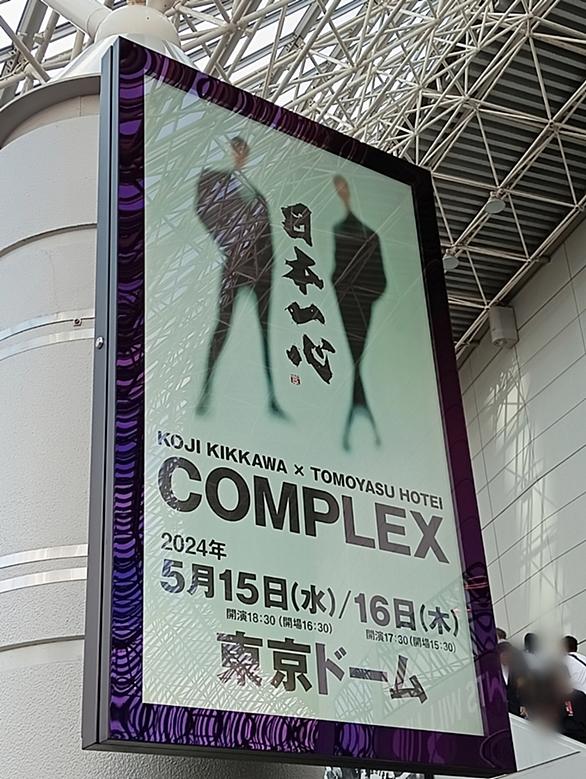 日本一心
KOJI KIKKAWA × TOMOYASU HOTEI
COMPLEX
2024年
5月15日(水)/16日(木)
開演18:30(開場16:30) 開演17:30(開場15:30)
東京ドーム